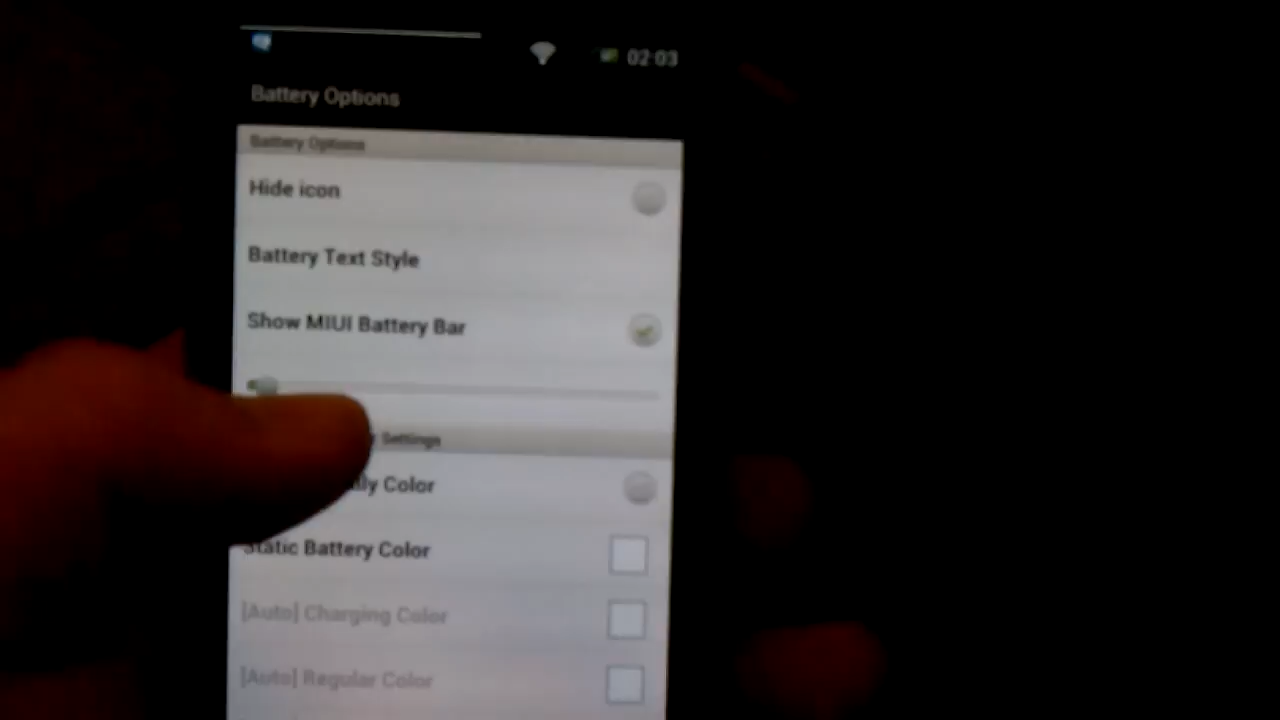 02:03
Battery Options
Battery Options
Hide icon
Battery Text Style
Show MIUI Battery Bar
Settings
Color
Static Battery Color
[Auto] Charging Color
[Auto] Regular Color